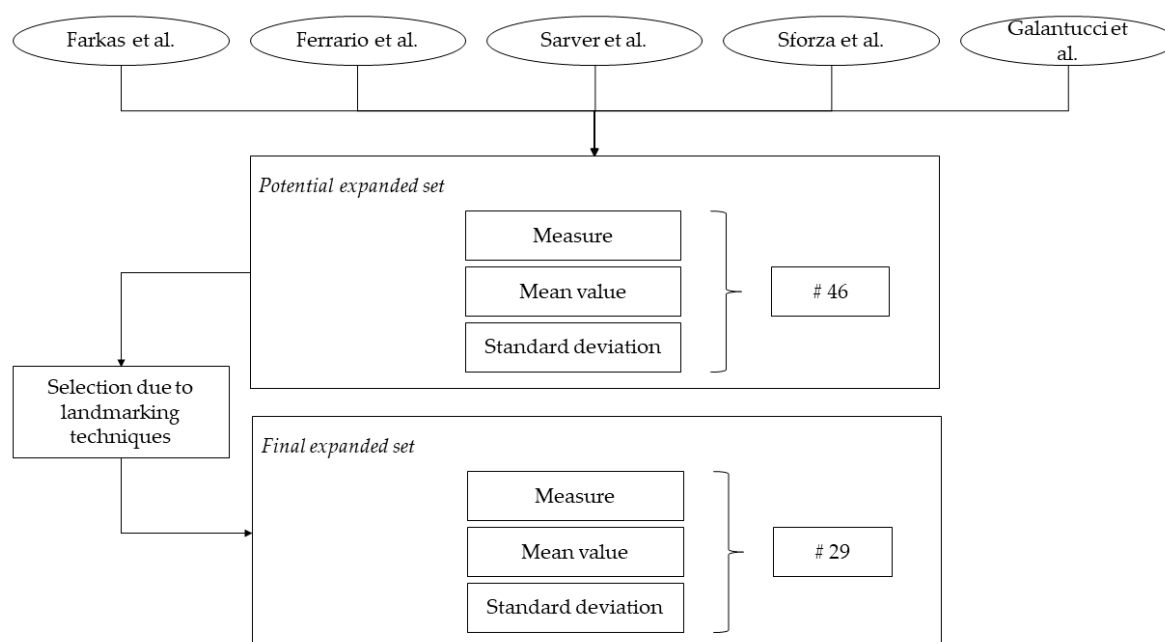 Farkas et al.
Ferrario et al.
Sarver et al.
Sforza et al.
Galantucci et
al.
Potential expanded set
Measure
Mean value
# 46
Standard deviation
Selection due to
landmarking
techniques
Final expanded set
Measure
Mean value
# 29
Standard deviation